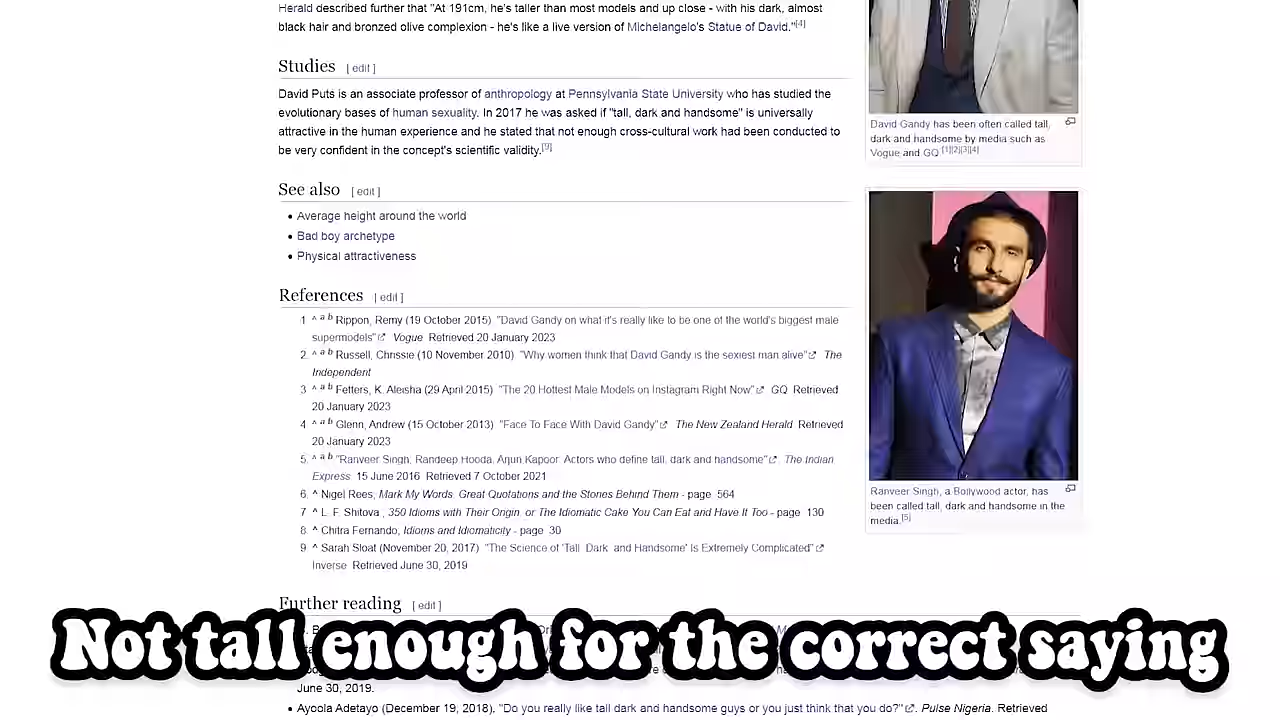 Herald described further that "At 191cm, he's taller than most models and up close - with his dark, almost
black hair and bronzed olive complexion - he's like a live version of Michelangelo's Statue of David."[4]
Studies [ edit ]
David Puts is an associate professor of anthropology at Pennsylvania State University who has studied the
evolutionary bases of human sexuality. In 2017 he was asked if "tall, dark and handsome" is universally
attractive in the human experience and he stated that not enough cross-cultural work had been conducted to
be very confident in the concept's scientific validity.[9]
See also [ edit ]
• Average height around the world
• Bad boy archetype
• Physical attractiveness
References [ edit ]
1 ^ a b Rippon, Remy (19 October 2015) "David Gandy on what it's really like to be one of the world's biggest male
supermodels" Vogue Retrieved 20 January 2023
2. ^ a b Russell, Chrissie (10 November 2010) "Why women think that David Gandy is the sexiest man alive" The
Independent
3 ^ a b Fetters, K. Aleisha (29 April 2015) "The 20 Hottest Male Models on Instagram Right Now" GQ Retrieved
20 January 2023
4 ^ a b Glenn, Andrew (15 October 2013) "Face To Face With David Gandy" The New Zealand Herald Retrieved
20 January 2023
5. ^ a b "Ranveer Singh, Randeep Hooda, Arjun Kapoor Actors who define tall, dark and handsome". The Indian
Express 15 June 2016 Retrieved 7 October 2021
6. ^ Nigel Rees, Mark My Words Great Quotations and the Stories Behind Them - page 564
7 ^ L. F. Shitova , 350 Idioms with Their Origin, or The Idiomatic Cake You Can Eat and Have It Too - page 130
8. ^ Chitra Fernando, Idioms and Idiomaticity - page 30
9 ^ Sarah Sloat (November 20, 2017) "The Science of 'Tall Dark and Handsome' Is Extremely Complicated"
Inverse Retrieved June 30, 2019
David Gandy has been often called tall,
dark and handsome by media such as
Vogue and GQ.[1][2][3][4]
Ranveer Singh, a Bollywood actor, has
been called tall, dark and handsome in the
media.[5]
Further reading [ edit ]
Not tall enough for the correct saying
June 30, 2019.
• Ayoola Adetayo (December 19, 2018). "Do you really like tall dark and handsome guys or you just think that you do?". Pulse Nigeria. Retrieved